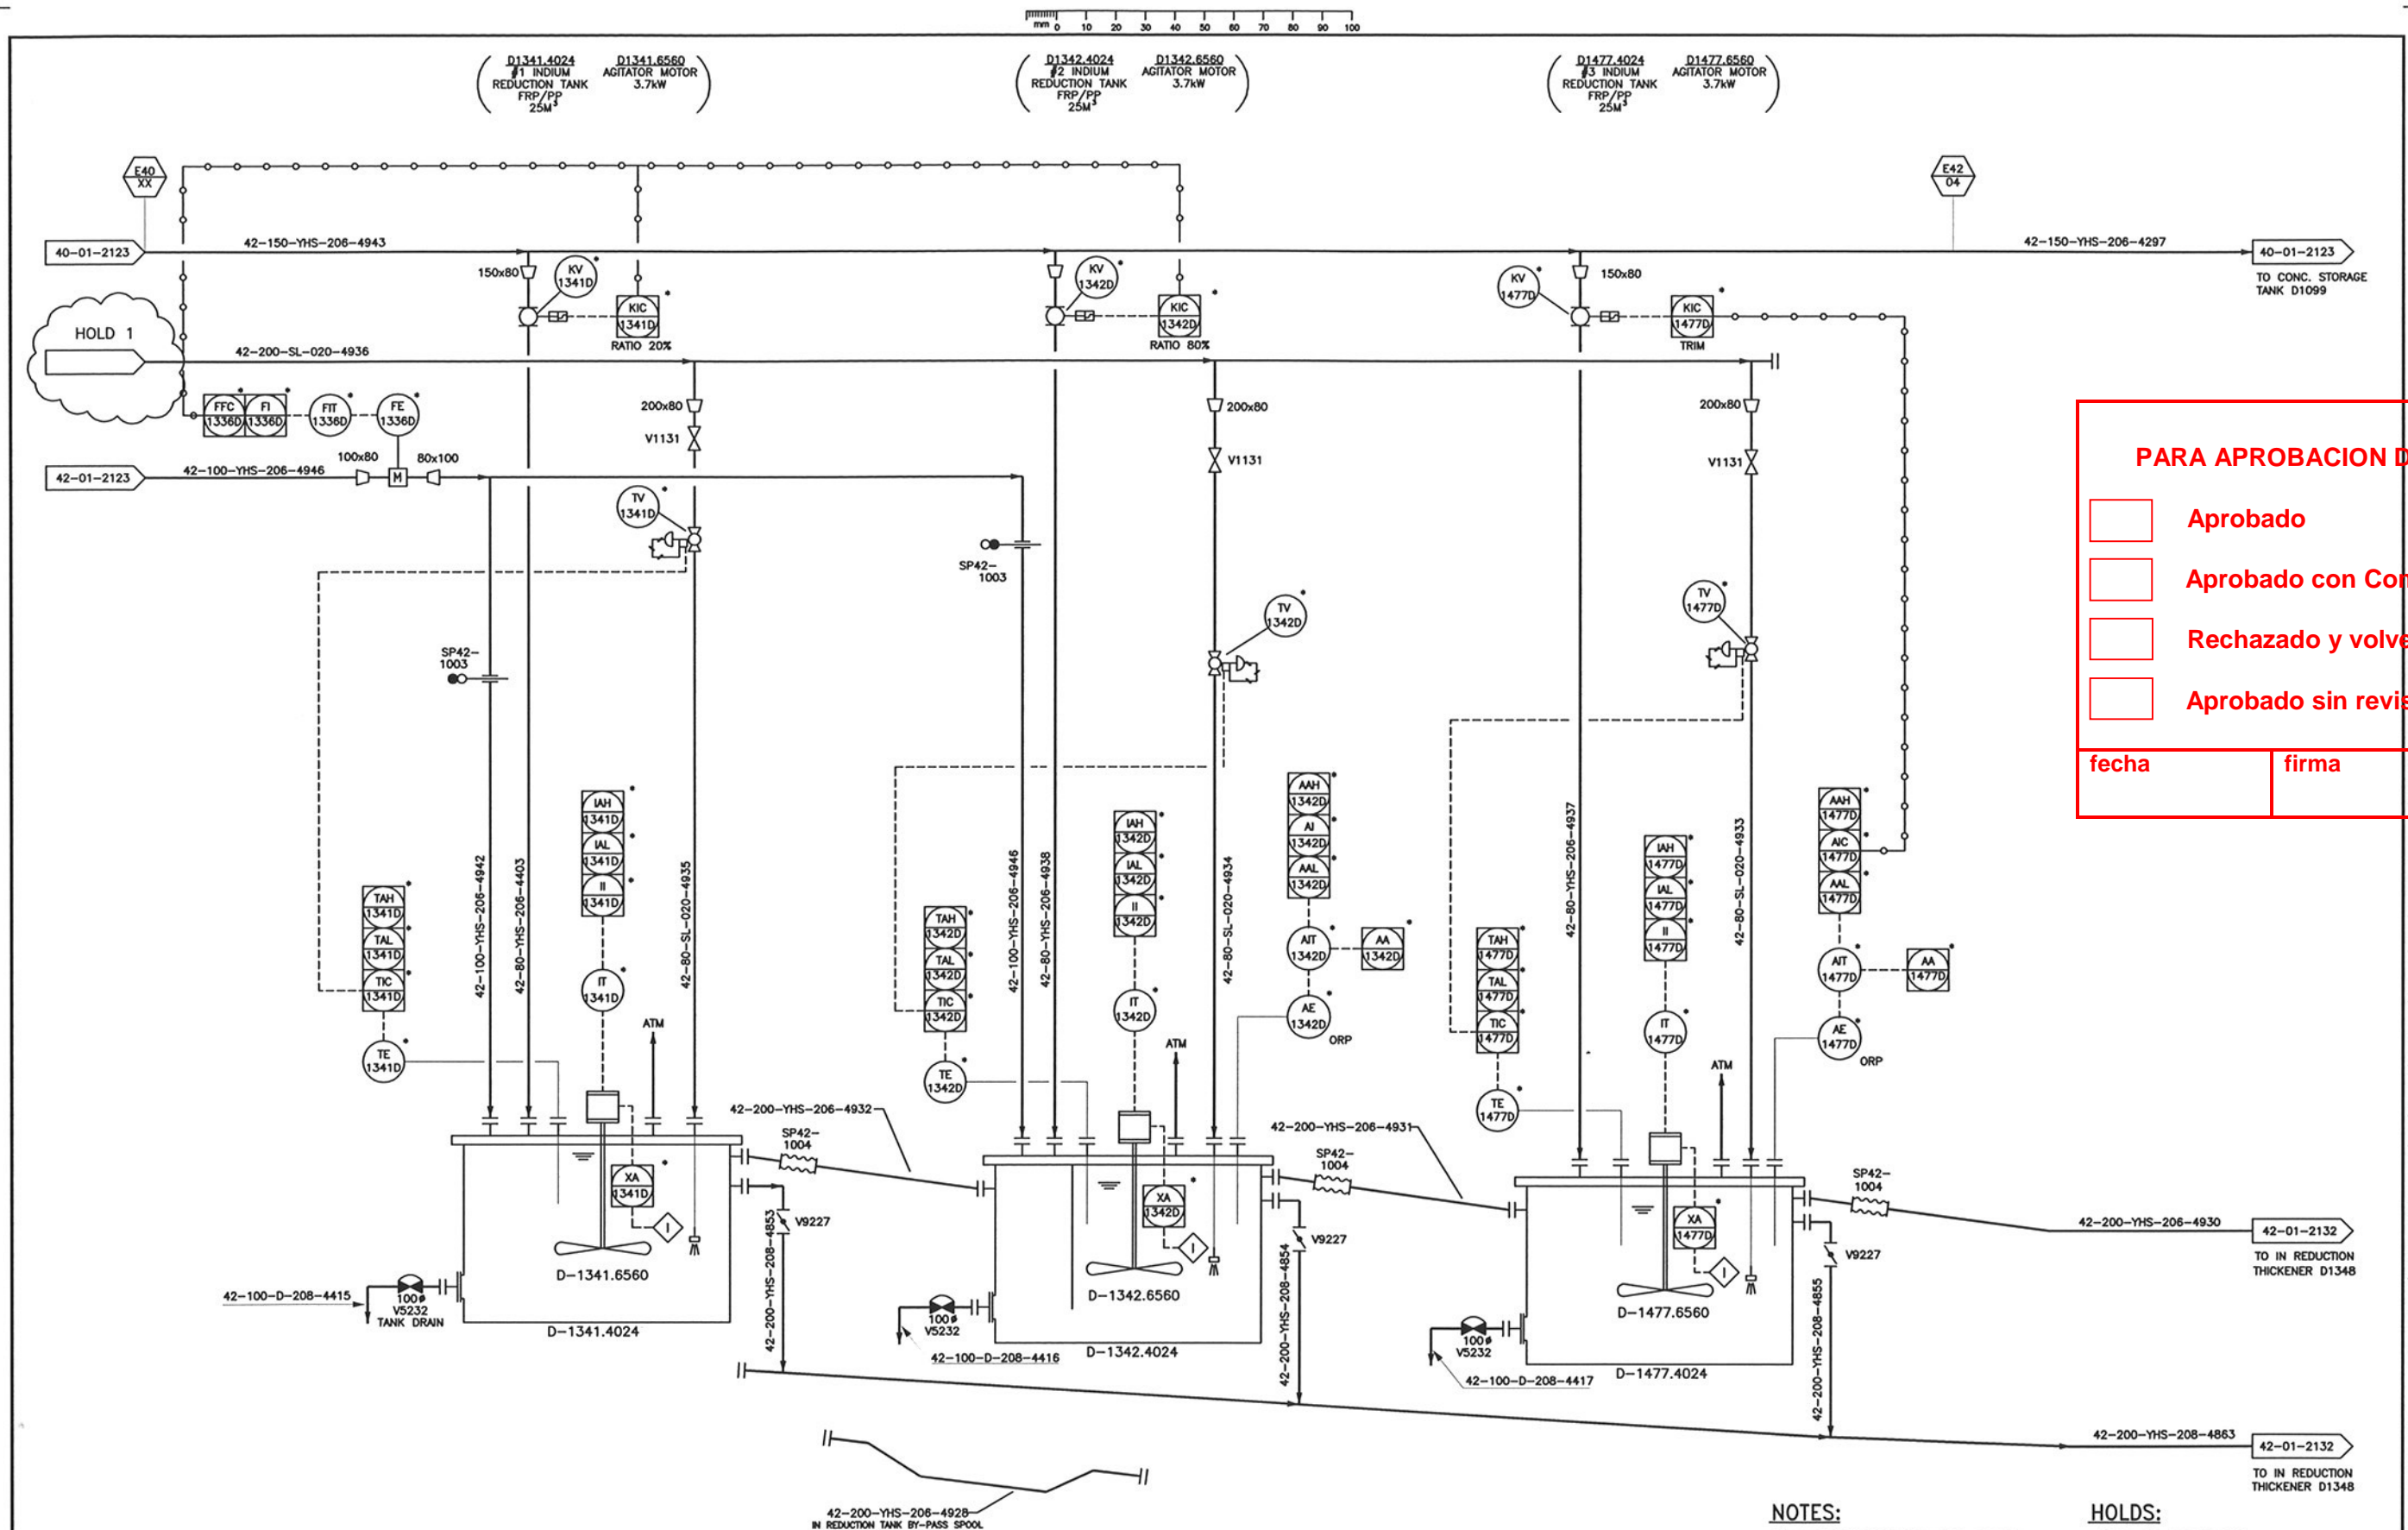 mm 0 10 20 30 40 50 60 70 80 90 100
D1341.4024
#1 INDIUM
REDUCTION TANK
FRP/PP
25M³
D1341.6560
AGITATOR MOTOR
3.7kW
D1342.4024
#2 INDIUM
REDUCTION TANK
FRP/PP
25M³
D1342.6560
AGITATOR MOTOR
3.7kW
D1477.4024
#3 INDIUM
REDUCTION TANK
FRP/PP
25M³
D1477.6560
AGITATOR MOTOR
3.7kW
E40
XX
E42
04
40-01-2123
42-150-YHS-206-4943
42-150-YHS-206-4297
40-01-2123
TO CONC. STORAGE
TANK D1099
150x80
KV
1341D
*
KIC
1341D
*
RATIO 20%
KV
1342D
*
KIC
1342D
*
RATIO 80%
KV
1477D
*
150x80
KIC
1477D
*
TRIM
HOLD 1
42-200-SL-020-4936
FFC
1336D
*
FI
1336D
*
FIT
1336D
*
FE
1336D
*
200x80
V1131
200x80
V1131
200x80
V1131
42-01-2123
42-100-YHS-206-4946
100x80
M
80x100
TV
1341D
*
SP42-
1003
SP42-
1003
TV
1342D
*
TV
1477D
*
PARA APROBACION D
Aprobado
Aprobado con Con
Rechazado y volve
Aprobado sin revis
fecha
firma
42-100-YHS-206-4942
42-80-YHS-206-4403
42-80-SL-020-4935
42-100-YHS-206-4946
42-80-YHS-206-4938
42-80-SL-020-4934
42-80-YHS-206-4937
42-80-SL-020-4933
TAH
1341D
*
TAL
1341D
*
TIC
1341D
*
TE
1341D
*
IAH
1341D
*
IAL
1341D
*
II
1341D
*
IT
1341D
*
ATM
TAH
1342D
*
TAL
1342D
*
TIC
1342D
*
TE
1342D
*
IAH
1342D
*
IAL
1342D
*
II
1342D
*
IT
1342D
*
ATM
AAH
1342D
*
AI
1342D
*
AAL
1342D
*
AIT
1342D
*
AA
1342D
*
AE
1342D
*
ORP
TAH
1477D
*
TAL
1477D
*
TIC
1477D
*
TE
1477D
*
IAH
1477D
*
IAL
1477D
*
II
1477D
*
IT
1477D
*
ATM
AAH
1477D
*
AIC
1477D
*
AAL
1477D
*
AIT
1477D
*
AA
1477D
*
AE
1477D
*
ORP
42-200-YHS-206-4932
SP42-
1004
42-200-YHS-206-4931
SP42-
1004
SP42-
1004
42-200-YHS-206-4930
42-01-2132
TO IN REDUCTION
THICKENER D1348
XA
1341D
*
I
XA
1342D
*
I
XA
1477D
*
I
V9227
V9227
V9227
42-200-YHS-208-4853
42-200-YHS-208-4854
42-200-YHS-208-4855
D-1341.6560
D-1341.4024
D-1342.6560
D-1342.4024
D-1477.6560
D-1477.4024
42-100-D-208-4415
100ø
V5232
TANK DRAIN
100ø
V5232
42-100-D-208-4416
100ø
V5232
42-100-D-208-4417
42-200-YHS-208-4863
42-01-2132
TO IN REDUCTION
THICKENER D1348
42-200-YHS-206-4928
IN REDUCTION TANK BY-PASS SPOOL
NOTES:
HOLDS: